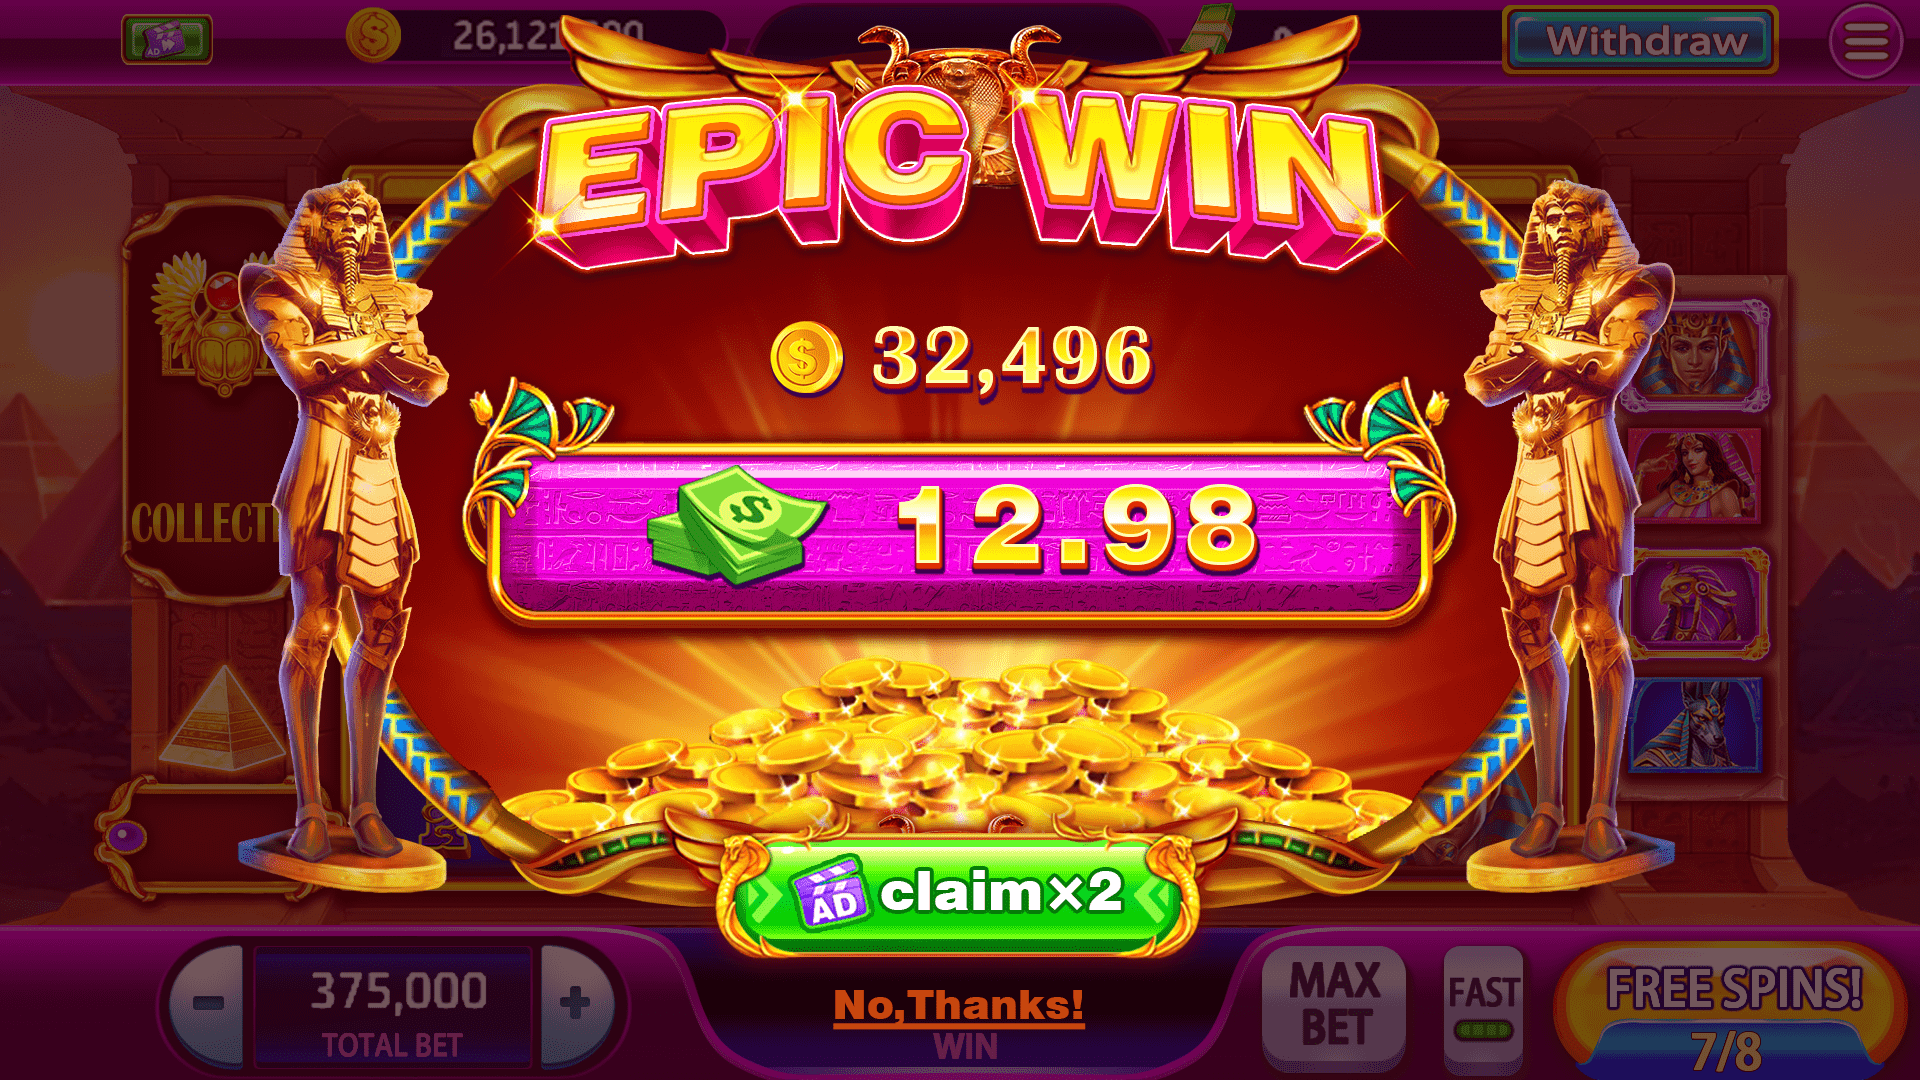 Withdraw
EPIC WIN
32,496
12.98
COLLECT
AD claim×2
375,000
TOTAL BET
No,Thanks!
WIN
MAX
BET
FAST
FREE SPINS!
7/8